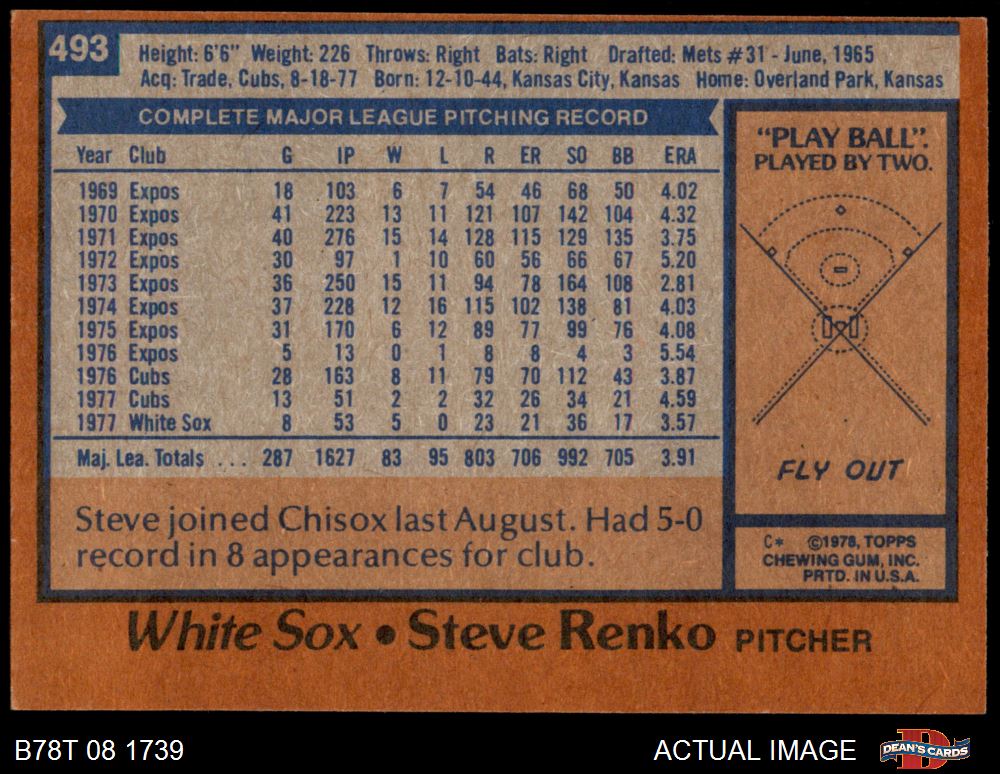 493
Height: 6'6" Weight: 226 Throws: Right Bats: Right Drafted: Mets #31 - June, 1965
Acq: Trade, Cubs, 8-18-77 Born: 12-10-44, Kansas City, Kansas Home: Overland Park, Kansas
COMPLETE MAJOR LEAGUE PITCHING RECORD
Year Club G IP W L R ER SO BB ERA
1969 Expos 18 103 6 7 54 46 68 50 4.02
1970 Expos 41 223 13 11 121 107 142 104 4.32
1971 Expos 40 276 15 14 128 115 129 135 3.75
1972 Expos 30 97 1 10 60 56 66 67 5.20
1973 Expos 36 250 15 11 94 78 164 108 2.81
1974 Expos 37 228 12 16 115 102 138 81 4.03
1975 Expos 31 170 6 12 89 77 99 76 4.08
1976 Expos 5 13 0 1 8 8 4 3 5.54
1976 Cubs 28 163 8 11 79 70 112 43 3.87
1977 Cubs 13 51 2 2 32 26 34 21 4.59
1977 White Sox 8 53 5 0 23 21 36 17 3.57
Maj. Lea. Totals ... 287 1627 83 95 803 706 992 705 3.91
Steve joined Chisox last August. Had 5-0
record in 8 appearances for club.
"PLAY BALL".
PLAYED BY TWO.
FLY OUT
C* ©1978, TOPPS
CHEWING GUM, INC.
PRTD. IN U.S.A.
White Sox • Steve Renko PITCHER
B78T 08 1739
ACTUAL IMAGE
DEAN'S CARDS